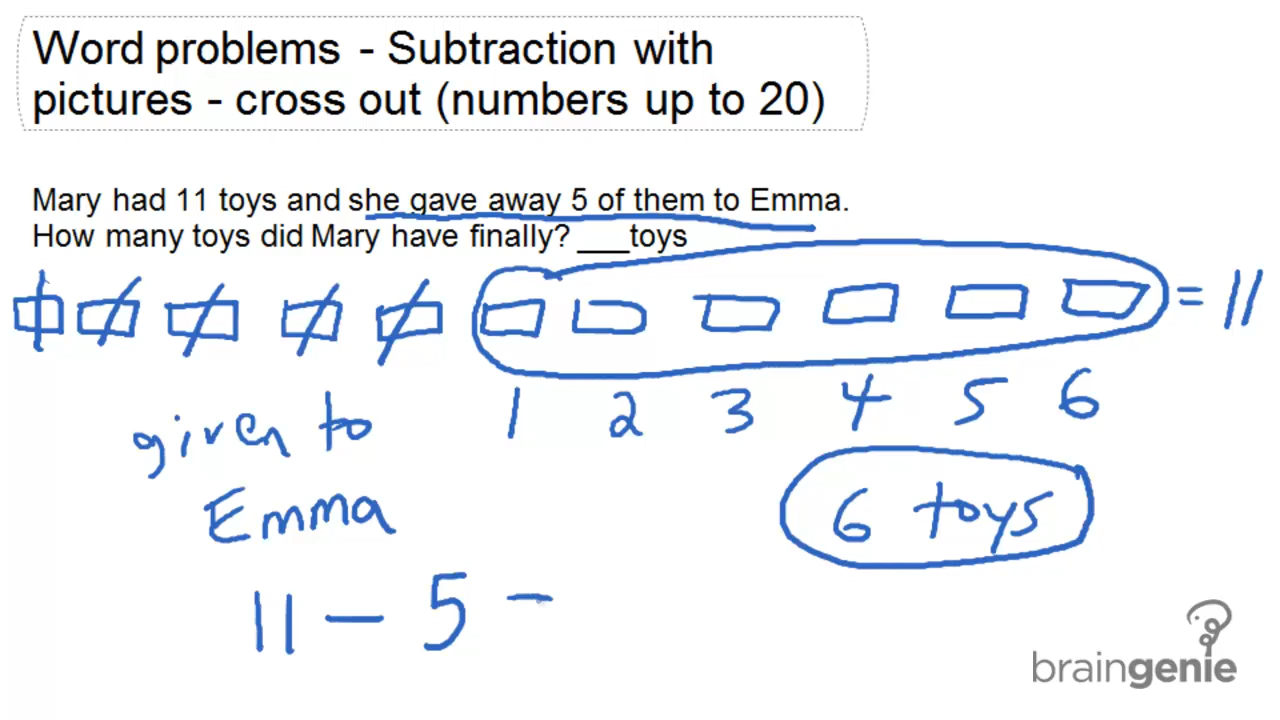 Word problems - Subtraction with
pictures - cross out (numbers up to 20)
Mary had 11 toys and she gave away 5 of them to Emma.
How many toys did Mary have finally? ___toys
= 11
1 2 3 4 5 6
given to
Emma
6 toys
11 - 5 -
braingenie